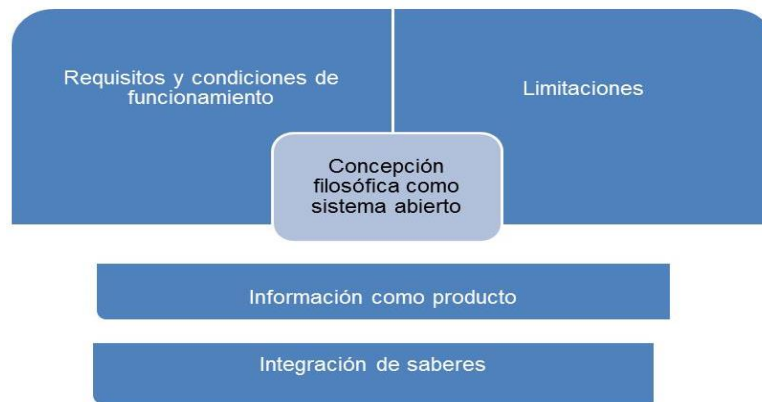 Requisitos y condiciones de
funcionamiento
Limitaciones
Concepción
filosófica como
sistema abierto
Información como producto
Integración de saberes